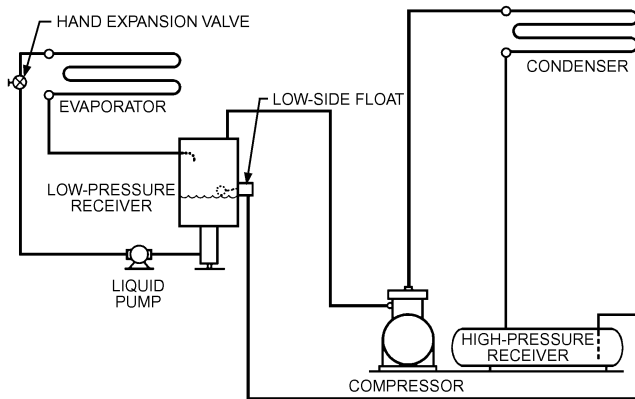 HAND EXPANSION VALVE
EVAPORATOR
CONDENSER
LOW-SIDE FLOAT
LOW-PRESSURE
RECEIVER
LIQUID
PUMP
HIGH-PRESSURE
RECEIVER
COMPRESSOR